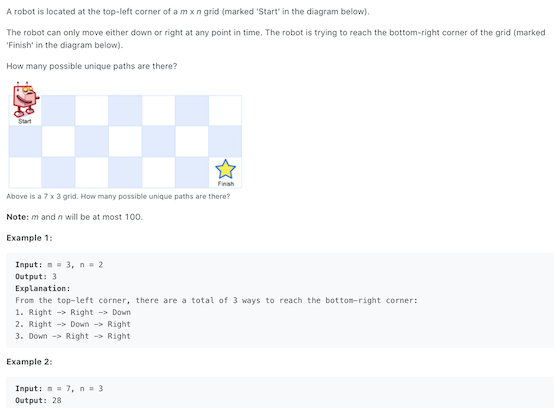 A robot is located at the top-left corner of a m x n grid (marked 'Start' in the diagram below).
The robot can only move either down or right at any point in time. The robot is trying to reach the bottom-right corner of the grid (marked
'Finish' in the diagram below).
How many possible unique paths are there?
Start
Finish
Above is a 7 x 3 grid. How many possible unique paths are there?
Note: m and n will be at most 100.
Example 1:
Input: m = 3, n = 2
Output: 3
Explanation:
From the top-left corner, there are a total of 3 ways to reach the bottom-right corner:
1. Right -> Right -> Down
2. Right -> Down -> Right
3. Down -> Right -> Right
Example 2:
Input: m = 7, n = 3
Output: 28